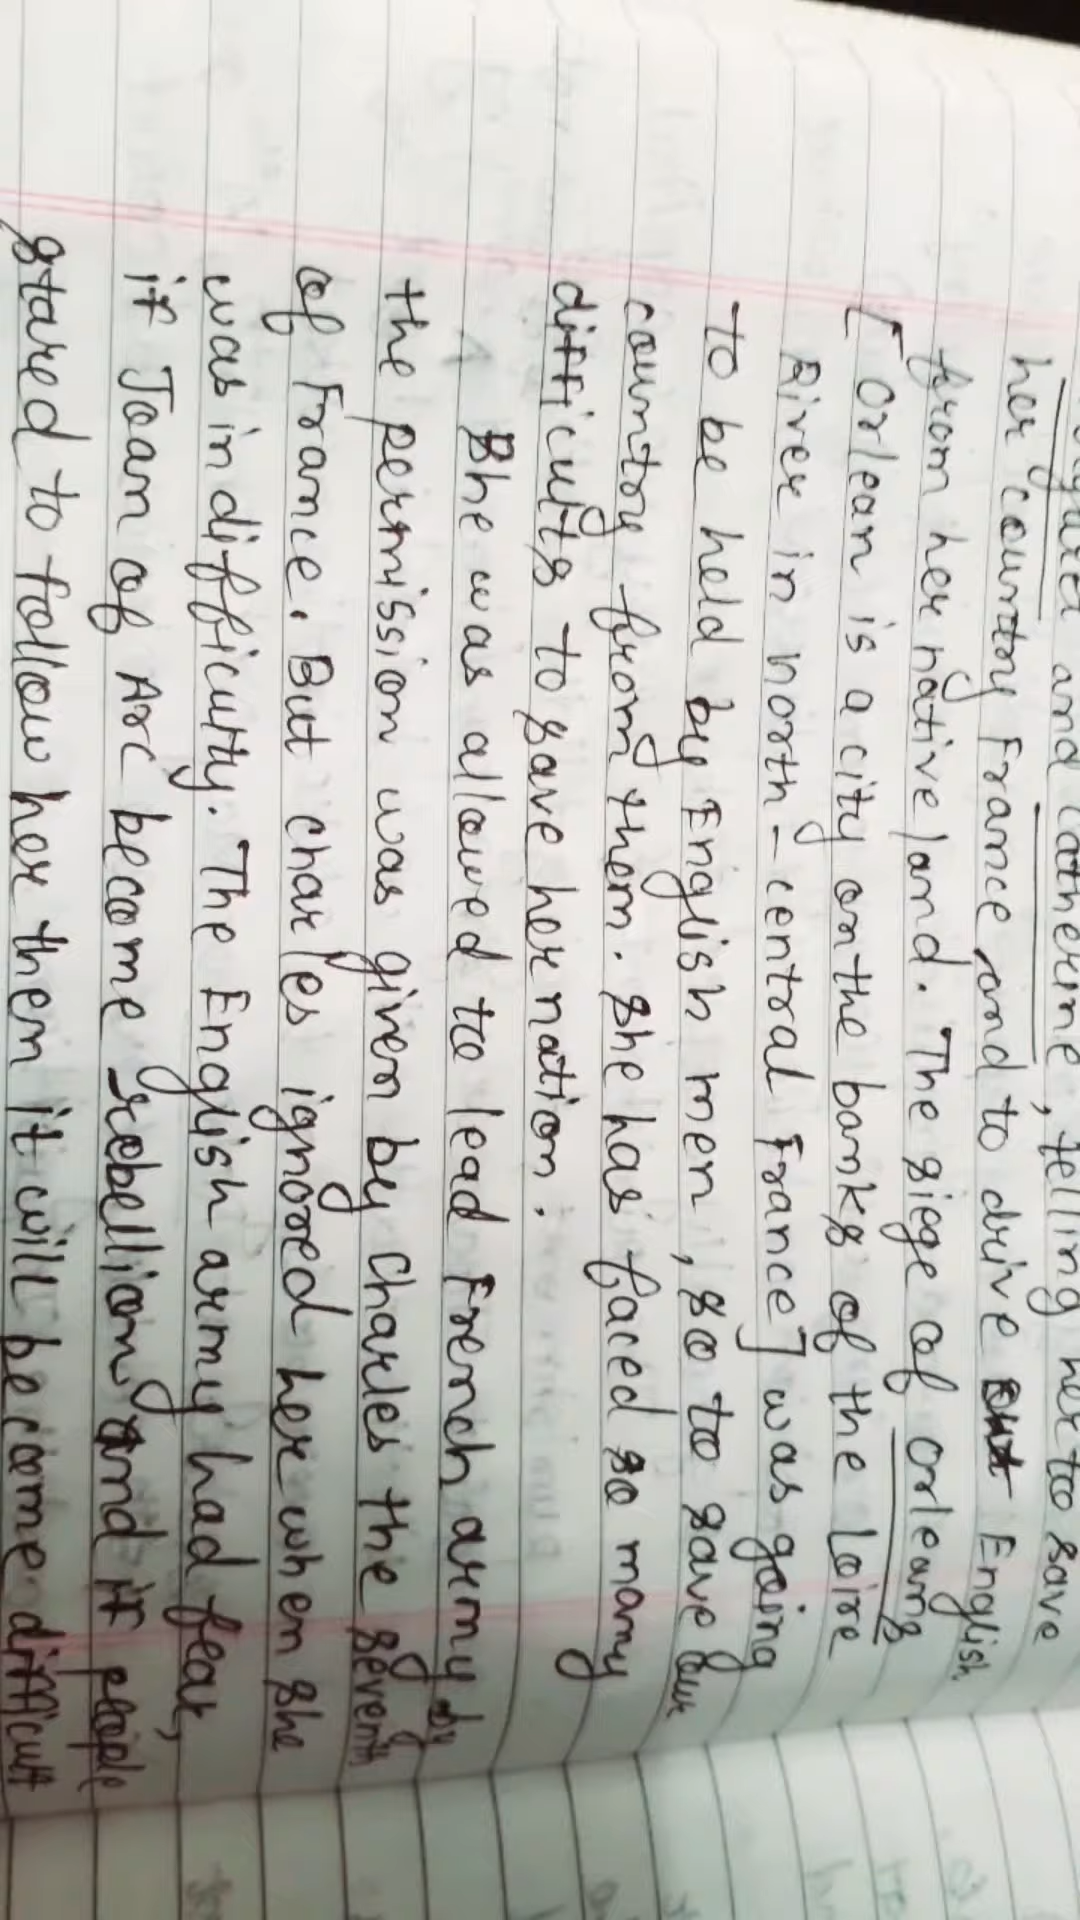 and Catherine, telling her to save
her country France and to drive out English
from her native land. The siege of orleans
[ orlean is a city on the banks of the Loire
River in north-central France] was going
to be held by English men, so to save our
country from them. she has faced so many
difficults to save her nation.
She was allowed to lead French army by
the permission was given by Charles the seventh
of France. But charles ignored her when she
was in difficulty. The English army had fear,
if Joan of Arc become rebellion and if people
stared to follow her them it will become difficult